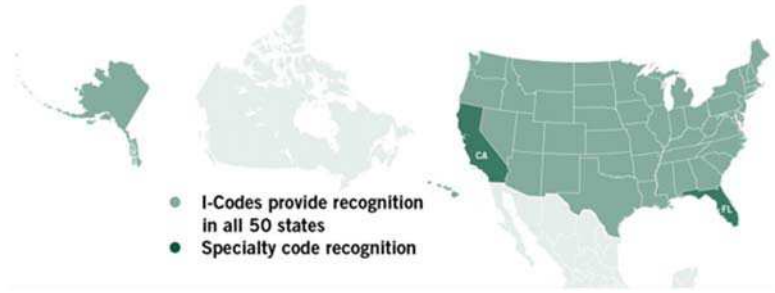 CA
FL
I-Codes provide recognition
in all 50 states
Specialty code recognition